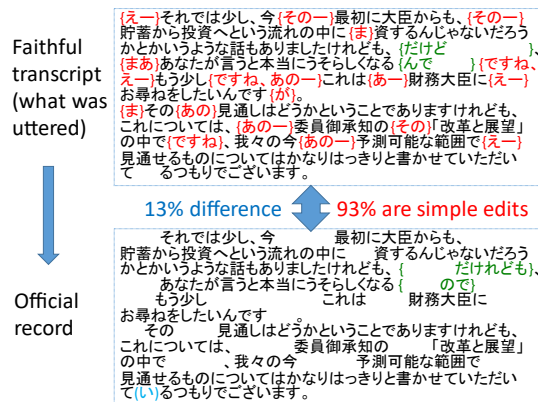 Faithful
transcript
(what was
uttered)
{えー}それでは少し、今{そのー}最初に大臣からも、{そのー}
貯蓄から投資へという流れの中に{ま}資するんじゃないだろう
かとかいうような話もありましたけれども、{だけど　　　　　}、
{まあ}あなたが言うと本当にうそらしくなる{んで　　}{ですね、
えー}もう少し{ですね、あのー}これは{あー}財務大臣に{えー}
お尋ねをしたいんです{が}。
{ま}その{あの}見通しはどうかということでありますけれども、
これについては、{あのー}委員御承知の{その}「改革と展望」
の中で{ですね}、我々の今{あのー}予測可能な範囲で{えー}
見通せるものについてはかなりはっきりと書かせていただい
て　るつもりでございます。
13% difference
93% are simple edits
Official
record
それでは少し、今　　　　最初に大臣からも、
貯蓄から投資へという流れの中に　　資するんじゃないだろう
かとかいうような話もありましたけれども、{　　　だけれども}、
あなたが言うと本当にうそらしくなる{　　ので}
もう少し　　　　　　　これは　　　財務大臣に
お尋ねをしたいんです　　。
その　　　見通しはどうかということでありますけれども、
これについては、　　　　委員御承知の　　　「改革と展望」
の中で　　　　、我々の今　　　　予測可能な範囲で
見通せるものについてはかなりはっきりと書かせていただい
て(い)るつもりでございます。